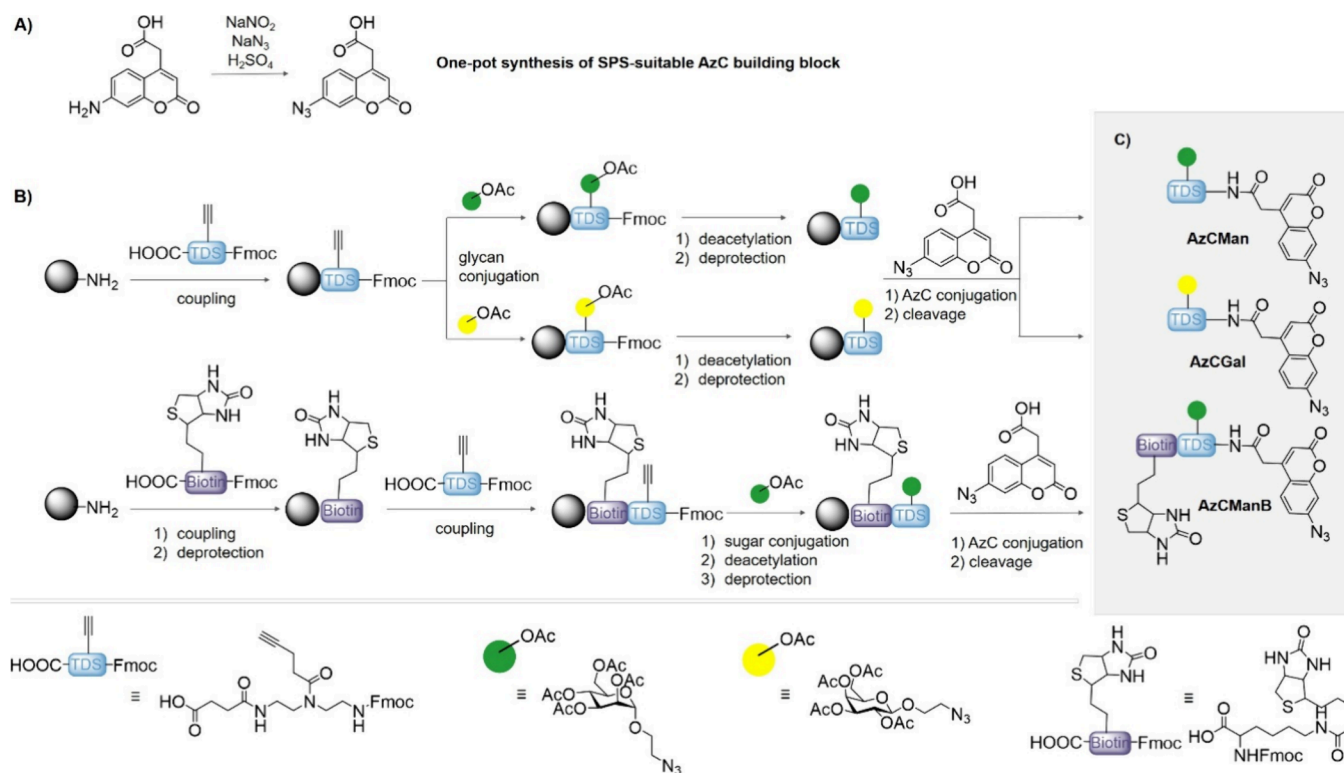 A)
OH
O
H2N
O
O
NaNO2
NaN3
H2SO4
OH
O
N3
O
O
One-pot synthesis of SPS-suitable AzC building block
B)
NH2
HOOC
TDS
Fmoc
coupling
TDS
Fmoc
glycan
conjugation
OAc
OAc
OAc
TDS
Fmoc
OAc
TDS
Fmoc
1) deacetylation
2) deprotection
1) deacetylation
2) deprotection
TDS
TDS
OH
O
N3
O
O
1) AzC conjugation
2) cleavage
C)
TDS
H
N
O
O
O
N3
AzCMan
TDS
H
N
O
O
O
N3
AzCGal
Biotin
TDS
H
N
O
O
O
N3
AzCManB
S
NH
N
H
O
NH2
HN
O
NH
S
HOOC
Biotin
Fmoc
1) coupling
2) deprotection
H
N
O
HN
S
Biotin
HOOC
TDS
Fmoc
coupling
H
N
O
HN
S
Biotin
TDS
Fmoc
OAc
1) sugar conjugation
2) deacetylation
3) deprotection
H
N
O
HN
S
Biotin
TDS
OH
O
N3
O
O
1) AzC conjugation
2) cleavage
HOOC
TDS
Fmoc
≡
HO
O
O
N
H
O
N
N
H
Fmoc
OAc
≡
AcO
OAc
AcO
AcO
O
O
N3
OAc
≡
AcO
OAc
AcO
OAc
O
O
N3
HN
O
NH
S
HOOC
Biotin
Fmoc
≡
O
HN
NH
S
O
HO
NHFmoc
H
N
O